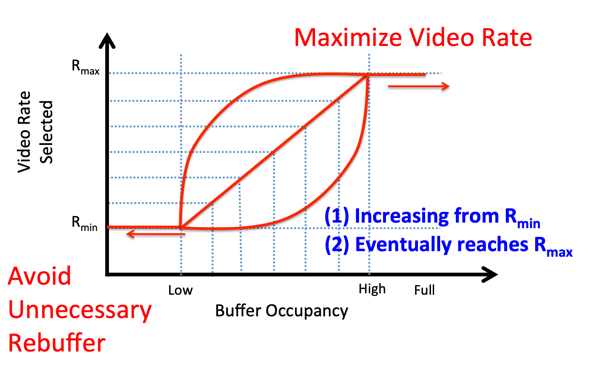 Maximize Video Rate
Rmax
Video Rate
Selected
Rmin
(1) Increasing from Rmin
(2) Eventually reaches Rmax
Low
High
Full
Buffer Occupancy
Avoid
Unnecessary
Rebuffer